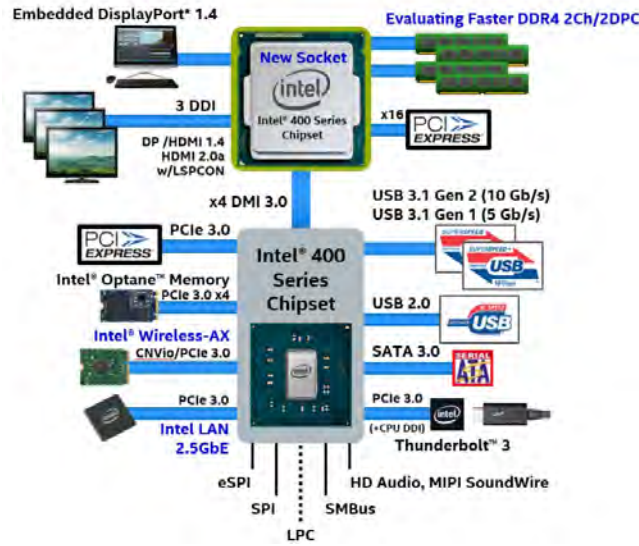 Embedded DisplayPort* 1.4
Evaluating Faster DDR4 2Ch/2DPC
New Socket
intel
Intel® 400 Series
Chipset
3 DDI
DP /HDMI 1.4
HDMI 2.0a
w/LSPCON
x16
PCI
EXPRESS
x4 DMI 3.0
USB 3.1 Gen 2 (10 Gb/s)
USB 3.1 Gen 1 (5 Gb/s)
PCIe 3.0
PCI
EXPRESS
Intel® 400
Series
Chipset
USB
Intel® Optane™ Memory
PCIe 3.0 x4
USB 2.0
USB
Intel® Wireless-AX
CNVio/PCIe 3.0
SATA 3.0
SERIAL
ATA
intel
PCIe 3.0
Intel LAN
2.5GbE
PCIe 3.0
(+CPU DDI)
intel
Thunderbolt™ 3
eSPI
SPI
LPC
SMBus
HD Audio, MIPI SoundWire